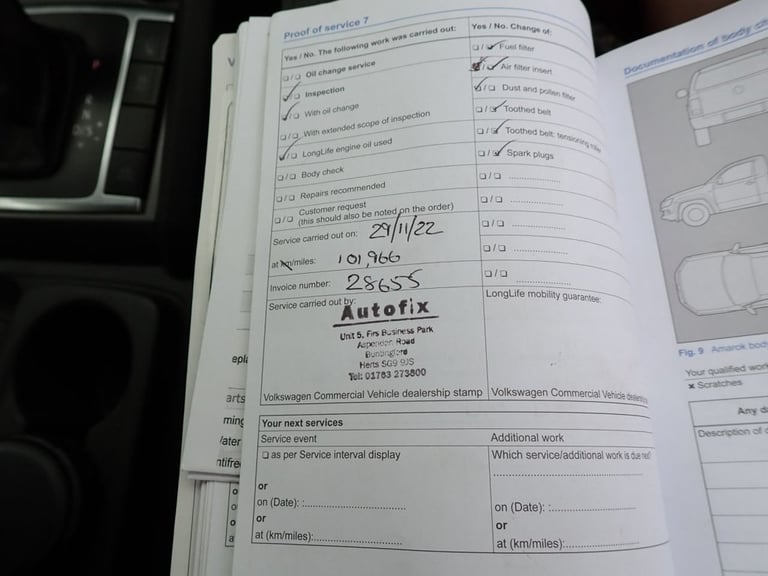 Proof of service 7
Yes / No. The following work was carried out:
Yes / No. Change of:
Oil change service
Fuel filter
Inspection
Air filter insert
With oil change
Dust and pollen filter
With extended scope of inspection
Toothed belt
LongLife engine oil used
Toothed belt: tensioning
Body check
Spark plugs
Repairs recommended
Customer request
(this should also be noted on the order)
Service carried out on: 29/11/22
at km/miles: 101,966
Invoice number: 28655
Service carried out by:
LongLife mobility guarantee:
Autofix
Unit 5, Firs Business Park
Aspenden Road
Buntingford
Herts SG9 9JS
Tel: 01763 273800
Volkswagen Commercial Vehicle dealership stamp
Volkswagen Commercial Vehicle
Your next services
Service event
Additional work
as per Service interval display
Which service/additional work is due next?
or
on (Date):
on (Date):
or
or
at (km/miles):
at (km/miles):
Documentation of body
Fig. 9 Amarok body
Your qualified
x Scratches
Any
Description of